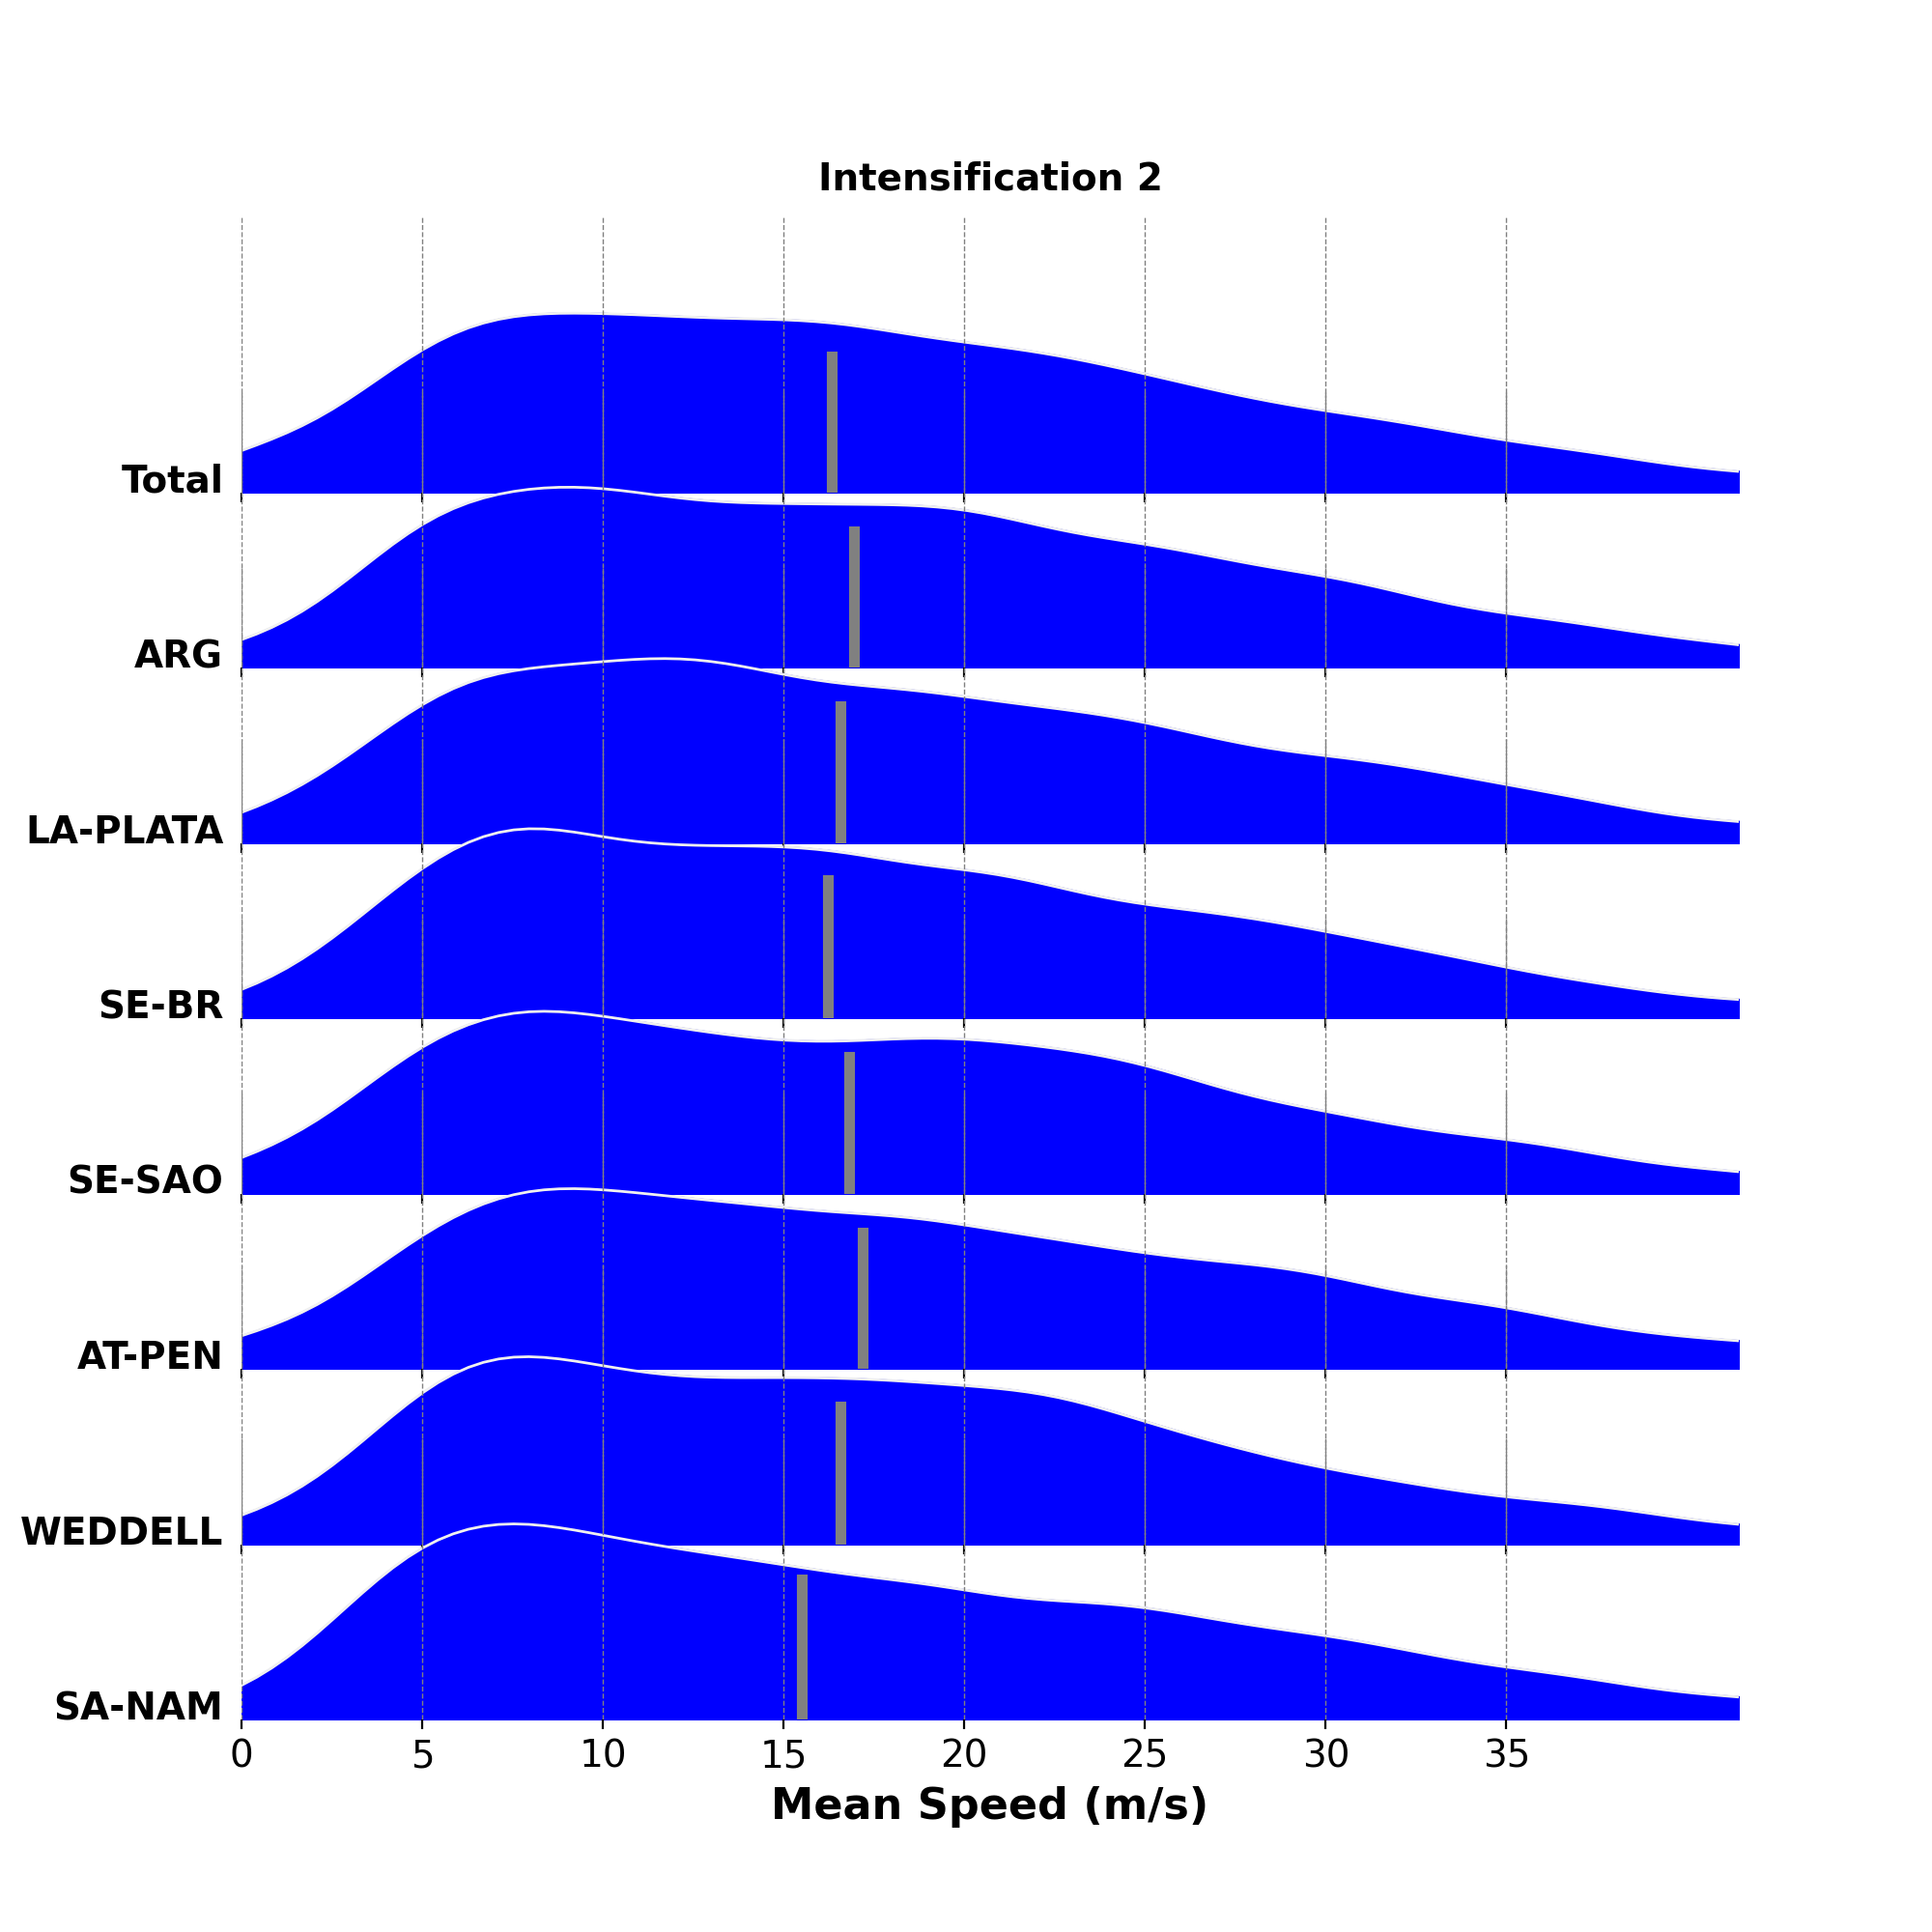 Intensification 2
Total
ARG
LA-PLATA
SE-BR
SE-SAO
AT-PEN
WEDDELL
SA-NAM
0 5 10 15 20 25 30 35
Mean Speed (m/s)